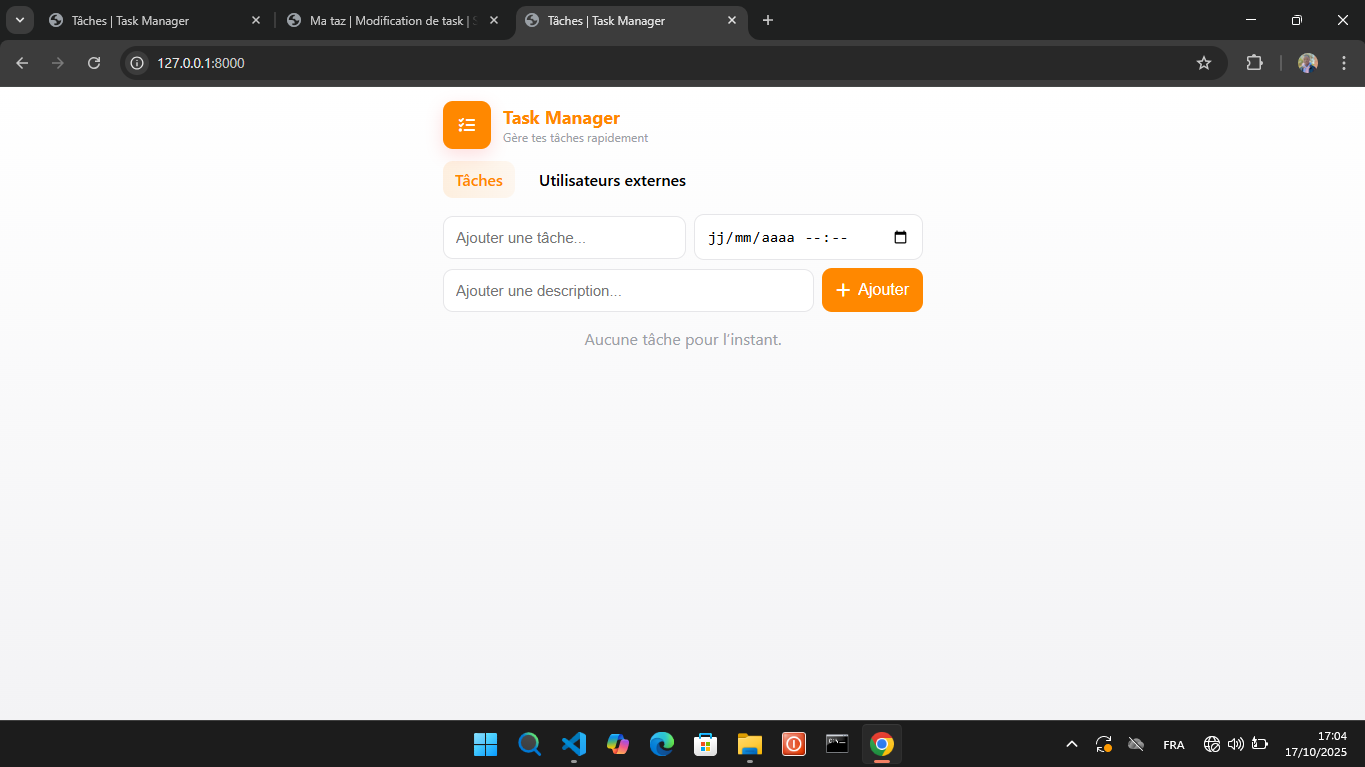 Tâches | Task Manager
Ma taz | Modification de task |
Tâches | Task Manager
127.0.0.1:8000
Task Manager
Gère tes tâches rapidement
Tâches
Utilisateurs externes
Ajouter une tâche...
jj/mm/aaaa --:--
Ajouter une description...
+ Ajouter
Aucune tâche pour l’instant.
FRA
17:04
17/10/2025